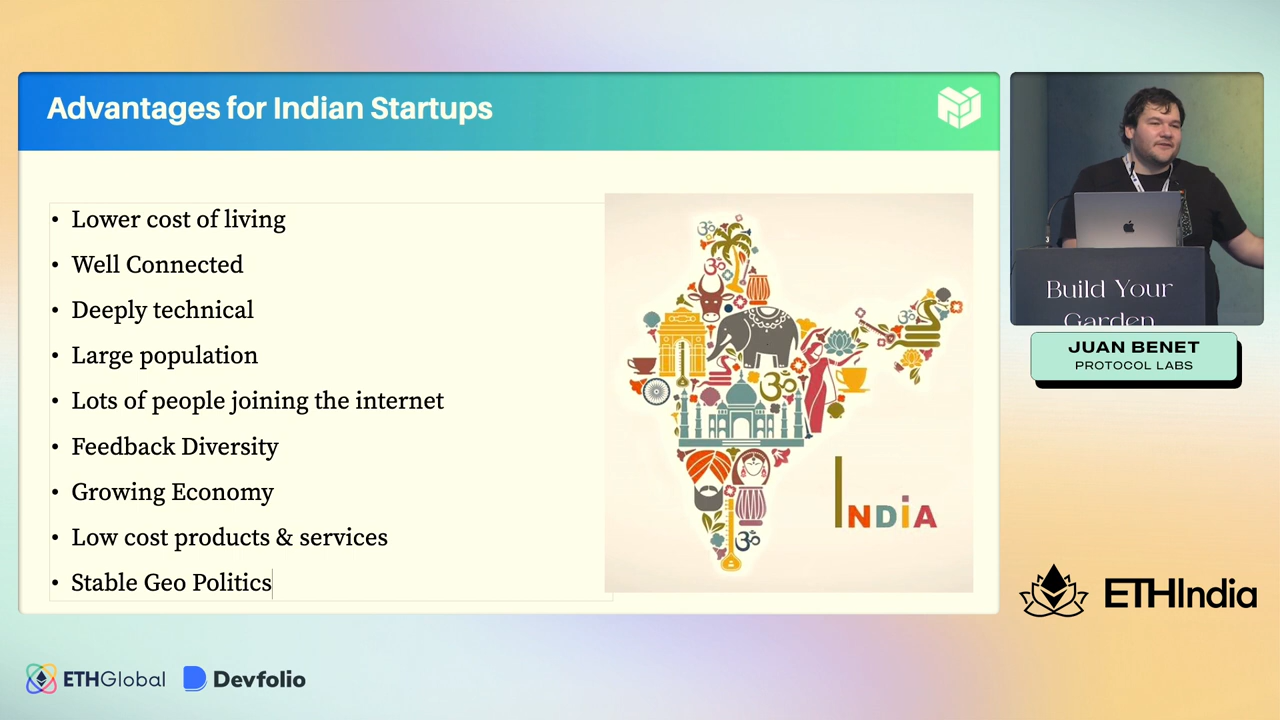 Advantages for Indian Startups
• Lower cost of living
• Well Connected
• Deeply technical
• Large population
• Lots of people joining the internet
• Feedback Diversity
• Growing Economy
• Low cost products & services
• Stable Geo Politics
ॐ
ॐ
ॐ
ॐ
ॐ
INDiA
Build Your
Garden
JUAN BENET
PROTOCOL LABS
ETHIndia
ETHGlobal
Devfolio